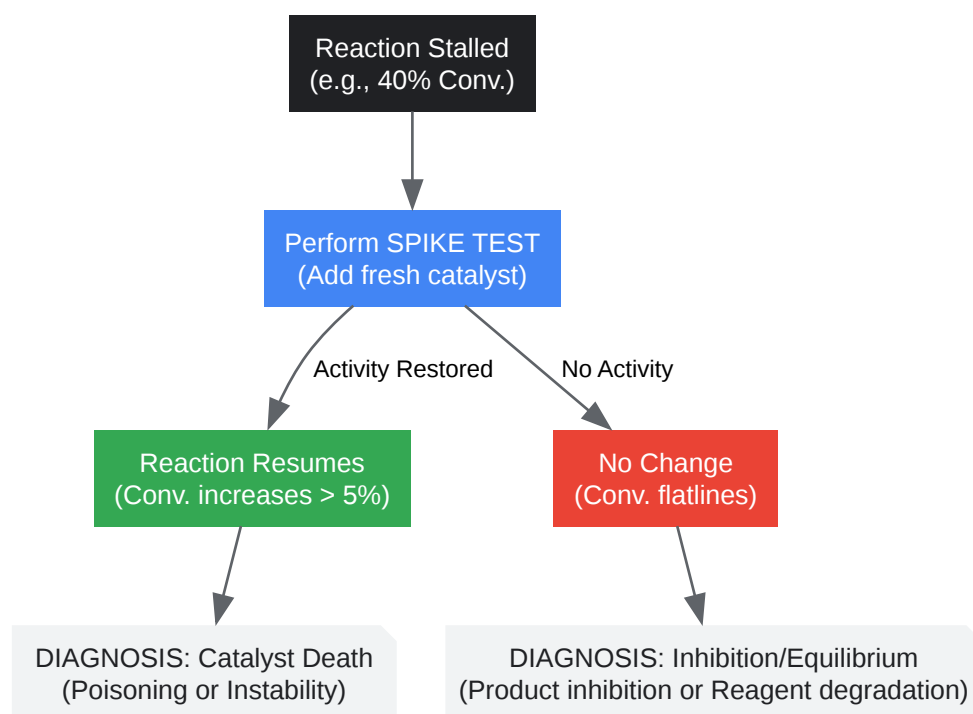 Reaction Stalled
(e.g., 40% Conv.)
Perform SPIKE TEST
(Add fresh catalyst)
Activity Restored
No Activity
Reaction Resumes
(Conv. increases > 5%)
No Change
(Conv. flatlines)
DIAGNOSIS: Catalyst Death
(Poisoning or Instability)
DIAGNOSIS: Inhibition/Equilibrium
(Product inhibition or Reagent degradation)